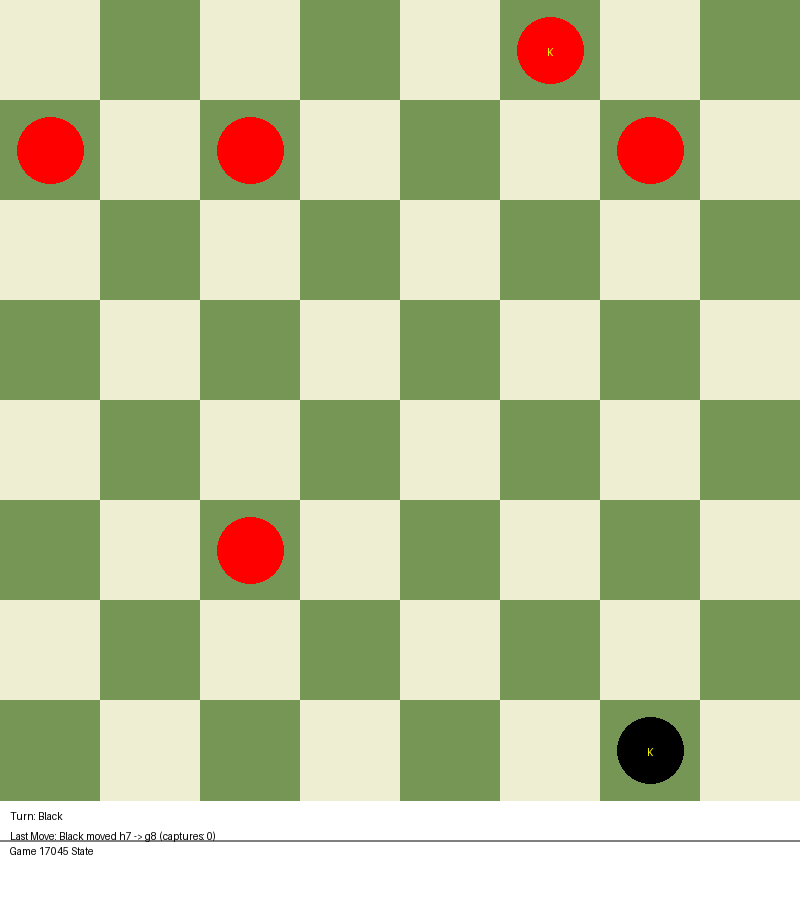 K
K
Turn: Black
Last Move: Black moved h7 -> g8 (captures: 0)
Game 17045 State